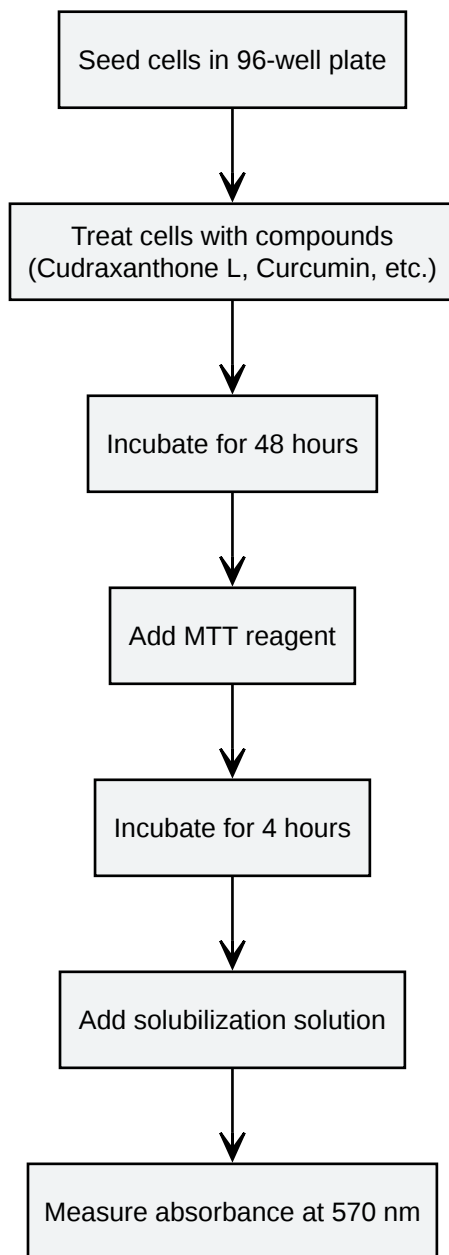 Seed cells in 96-well plate
Treat cells with compounds
(Cudraxanthone L, Curcumin, etc.)
Incubate for 48 hours
Add MTT reagent
Incubate for 4 hours
Add solubilization solution
Measure absorbance at 570 nm